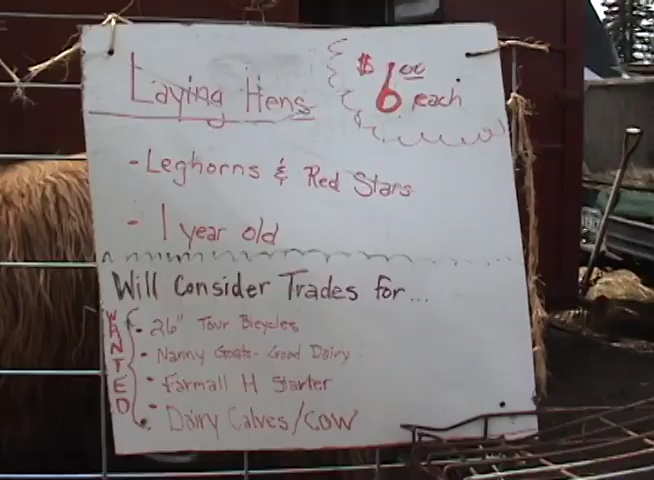 Laying Hens
$6.00 each
- Leghorns & Red Stars
- 1 year old
Will Consider Trades for...
WANTED
- 26" Tour Bicycles
- Nanny Goats - Good Dairy
- Farmall H Starter
- Dairy Calves/cow